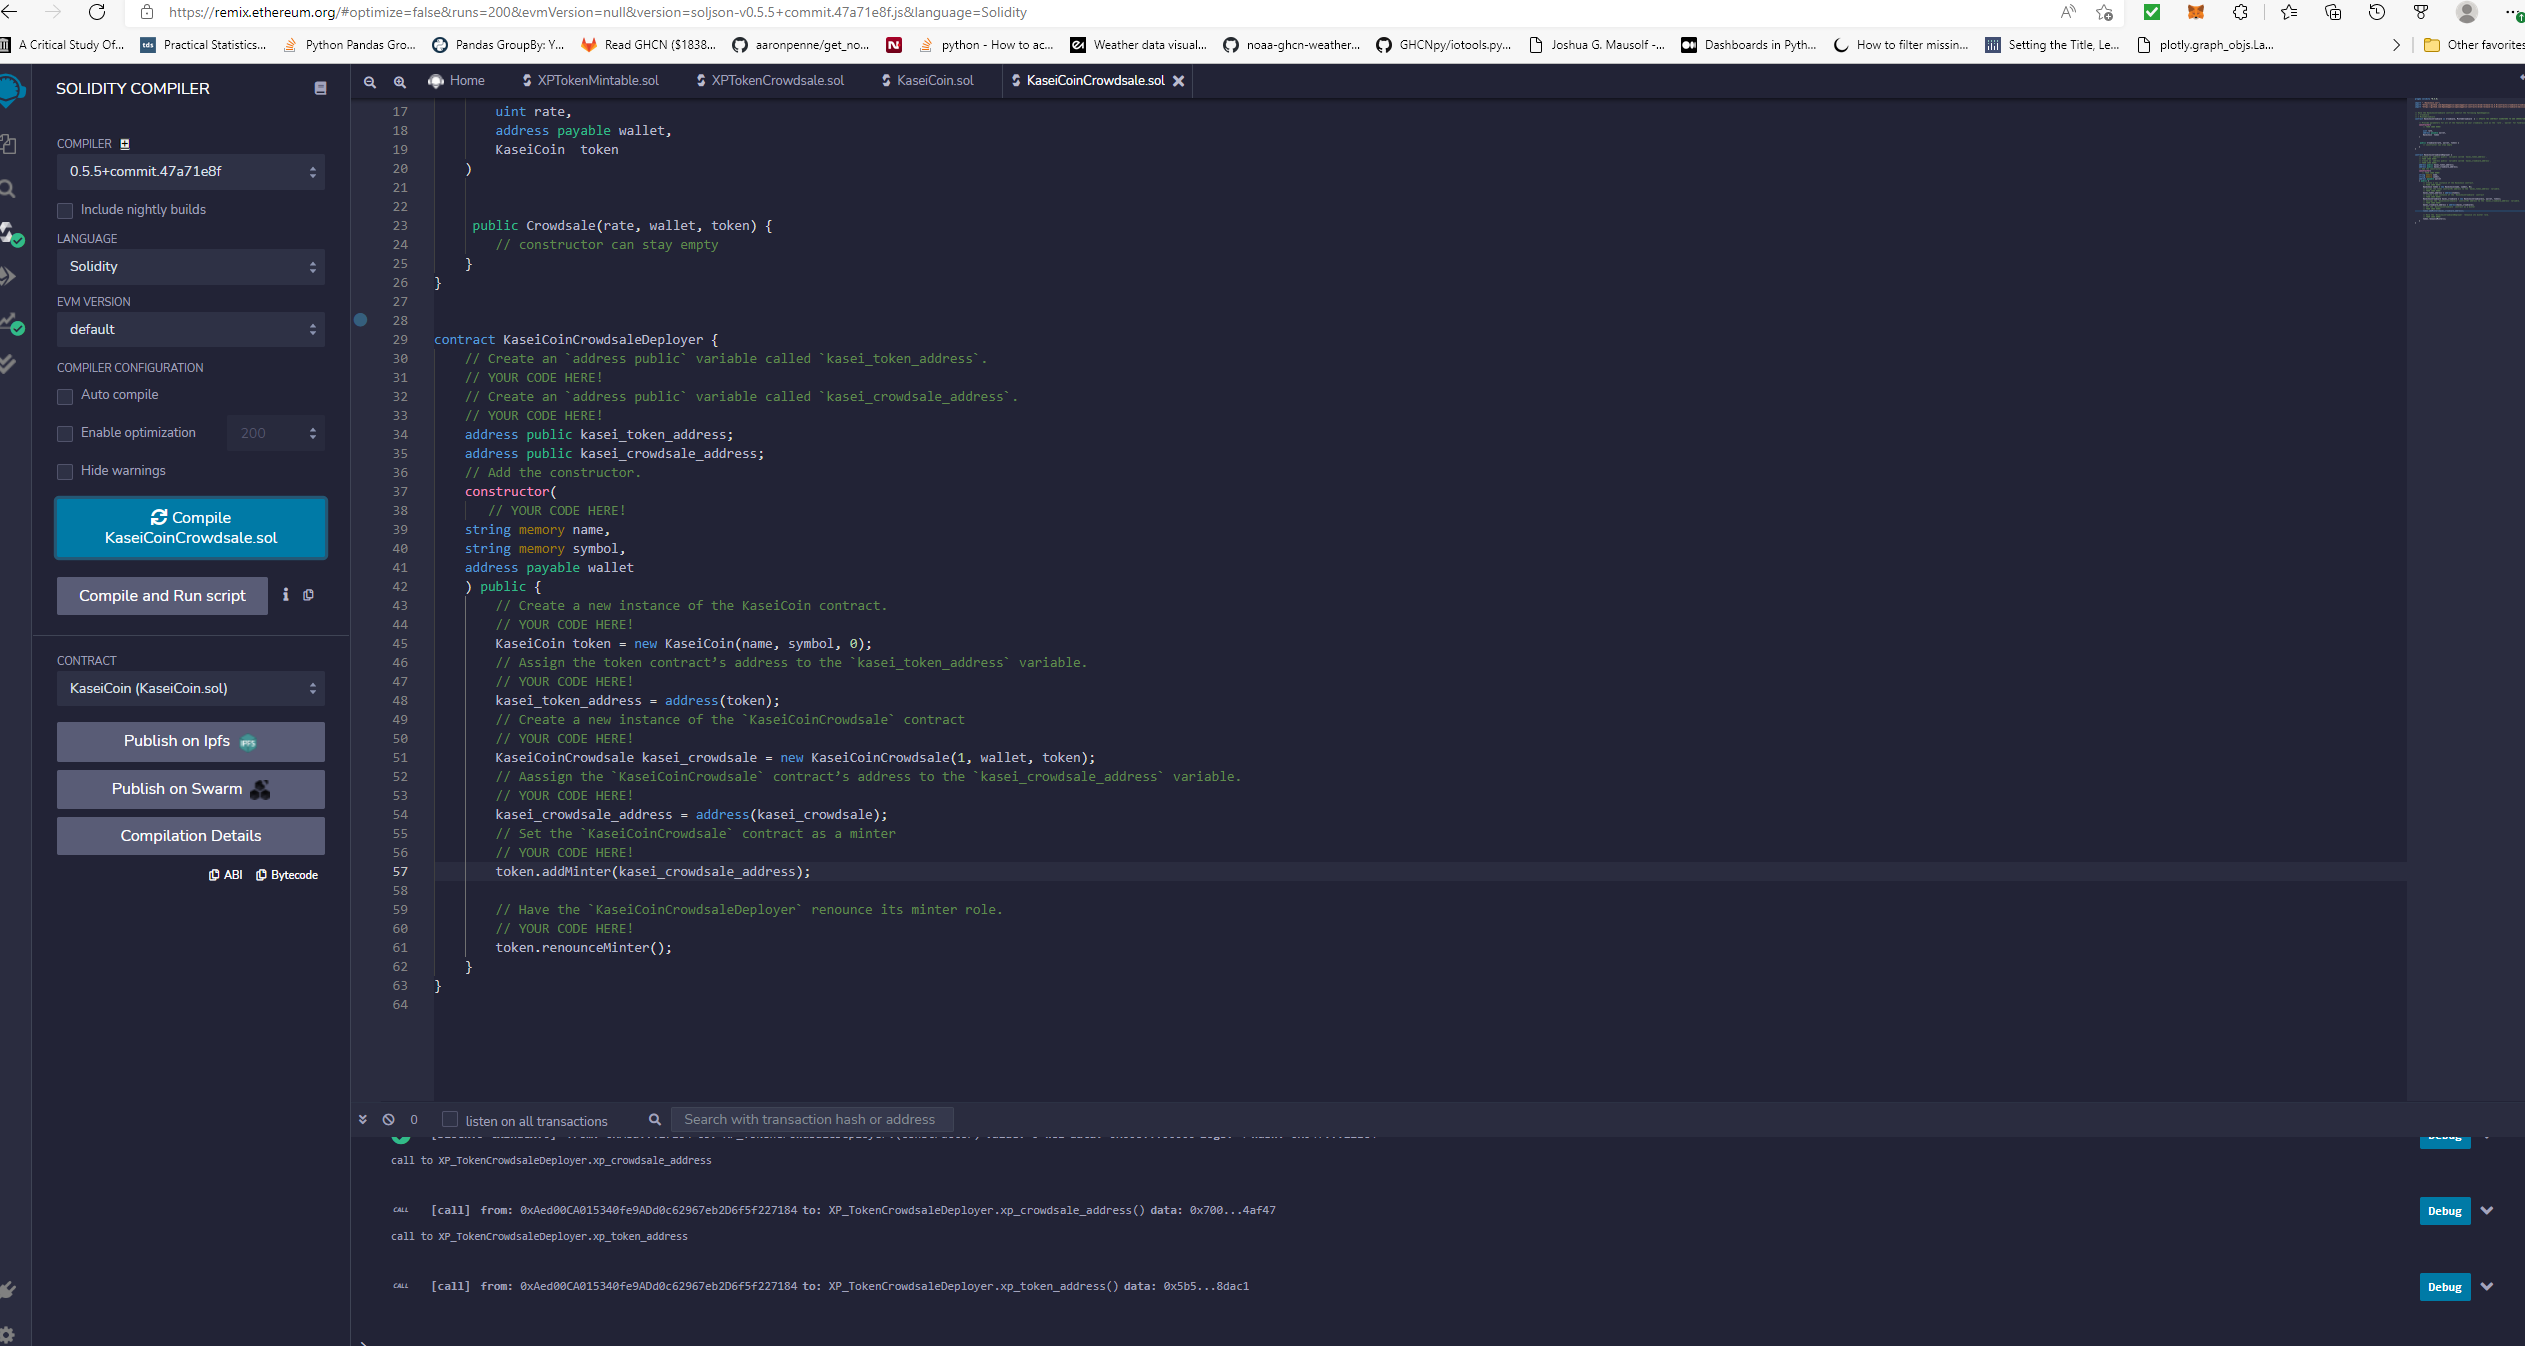 https://remix.ethereum.org/#optimize=false&runs=200&evmVersion=null&version=soljson-v0.5.5+commit.47a71e8f.js&language=Solidity
A Critical Study Of...
tds Practical Statistics...
Python Pandas Gro...
Pandas GroupBy: Y...
Read GHCN ($1838...
aaronpenne/get_no...
N
python - How to ac...
Weather data visual...
noaa-ghcn-weather...
GHCNpy/iotools.py...
Joshua G. Mausolf -...
Dashboards in Pyth...
How to filter missin...
Setting the Title, Le...
plotly.graph_objs.La...
Other favorites
SOLIDITY COMPILER
COMPILER
0.5.5+commit.47a71e8f
Include nightly builds
LANGUAGE
Solidity
EVM VERSION
default
COMPILER CONFIGURATION
Auto compile
Enable optimization 200
Hide warnings
Compile
KaseiCoinCrowdsale.sol
Compile and Run script
CONTRACT
KaseiCoin (KaseiCoin.sol)
Publish on Ipfs IPFS
Publish on Swarm
Compilation Details
ABI Bytecode
Home XPTokenMintable.sol XPTokenCrowdsale.sol KaseiCoin.sol KaseiCoinCrowdsale.sol
17 uint rate,
18 address payable wallet,
19 KaseiCoin  token
20 )
21
22
23 public Crowdsale(rate, wallet, token) {
24 // constructor can stay empty
25 }
26 }
27
28
29 contract KaseiCoinCrowdsaleDeployer {
30 // Create an `address public` variable called `kasei_token_address`.
31 // YOUR CODE HERE!
32 // Create an `address public` variable called `kasei_crowdsale_address`.
33 // YOUR CODE HERE!
34 address public kasei_token_address;
35 address public kasei_crowdsale_address;
36 // Add the constructor.
37 constructor(
38 // YOUR CODE HERE!
39 string memory name,
40 string memory symbol,
41 address payable wallet
42 ) public {
43 // Create a new instance of the KaseiCoin contract.
44 // YOUR CODE HERE!
45 KaseiCoin token = new KaseiCoin(name, symbol, 0);
46 // Assign the token contract’s address to the `kasei_token_address` variable.
47 // YOUR CODE HERE!
48 kasei_token_address = address(token);
49 // Create a new instance of the `KaseiCoinCrowdsale` contract
50 // YOUR CODE HERE!
51 KaseiCoinCrowdsale kasei_crowdsale = new KaseiCoinCrowdsale(1, wallet, token);
52 // Aassign the `KaseiCoinCrowdsale` contract’s address to the `kasei_crowdsale_address` variable.
53 // YOUR CODE HERE!
54 kasei_crowdsale_address = address(kasei_crowdsale);
55 // Set the `KaseiCoinCrowdsale` contract as a minter
56 // YOUR CODE HERE!
57 token.addMinter(kasei_crowdsale_address);
58
59 // Have the `KaseiCoinCrowdsaleDeployer` renounce its minter role.
60 // YOUR CODE HERE!
61 token.renounceMinter();
62 }
63 }
64
0 listen on all transactions Search with transaction hash or address
Debug
call to XP_TokenCrowdsaleDeployer.xp_crowdsale_address
CALL [call] from: 0xAed00CA015340fe9ADd0c62967eb2D6f5f227184 to: XP_TokenCrowdsaleDeployer.xp_crowdsale_address() data: 0x700...4af47 Debug
call to XP_TokenCrowdsaleDeployer.xp_token_address
CALL [call] from: 0xAed00CA015340fe9ADd0c62967eb2D6f5f227184 to: XP_TokenCrowdsaleDeployer.xp_token_address() data: 0x5b5...8dac1 Debug